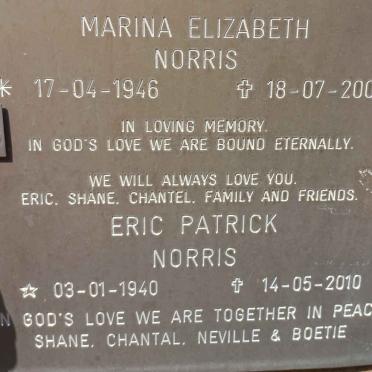 MARINA ELIZABETH
NORRIS
* 17-04-1946 ✝ 18-07-200
IN LOVING MEMORY.
IN GOD'S LOVE WE ARE BOUND ETERNALLY.
WE WILL ALWAYS LOVE YOU.
ERIC, SHANE, CHANTEL, FAMILY AND FRIENDS.
ERIC PATRICK
NORRIS
☆ 03-01-1940 ✝ 14-05-2010
N GOD'S LOVE WE ARE TOGETHER IN PEAC
SHANE, CHANTAL, NEVILLE & BOETIE